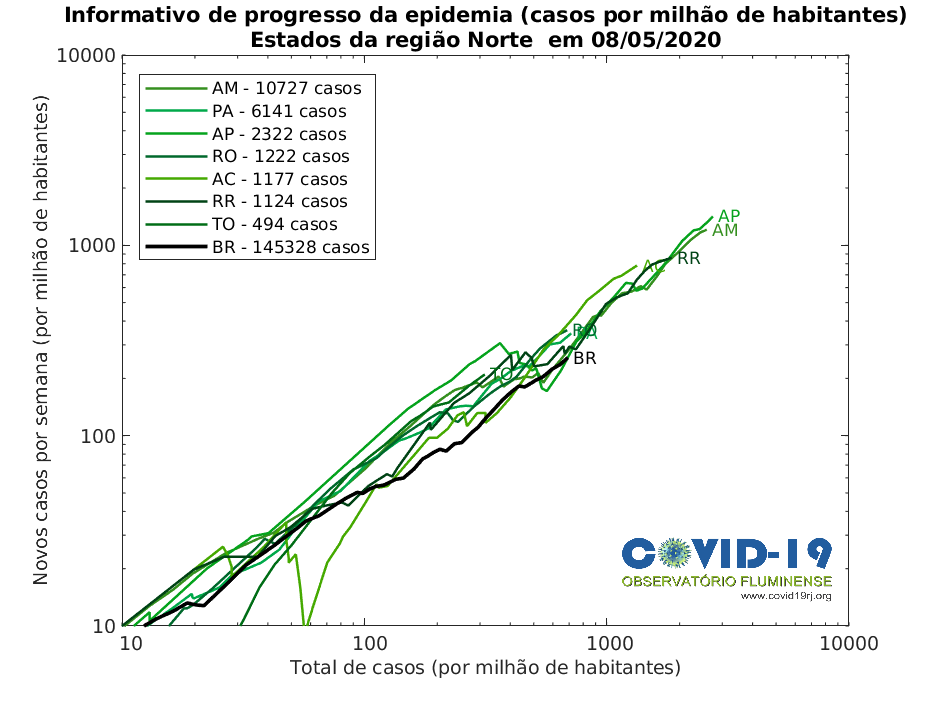 Informativo de progresso da epidemia (casos por milhão de habitantes)
Estados da região Norte em 08/05/2020
Novos casos por semana (por milhão de habitantes)
10000
1000
100
10
AM - 10727 casos
PA - 6141 casos
AP - 2322 casos
RO - 1222 casos
AC - 1177 casos
RR - 1124 casos
TO - 494 casos
BR - 145328 casos
AP
AM
AC
RR
RO
PA
BR
TO
COVID-19
OBSERVATÓRIO FLUMINENSE
www.covid19rj.org
10
100
1000
10000
Total de casos (por milhão de habitantes)